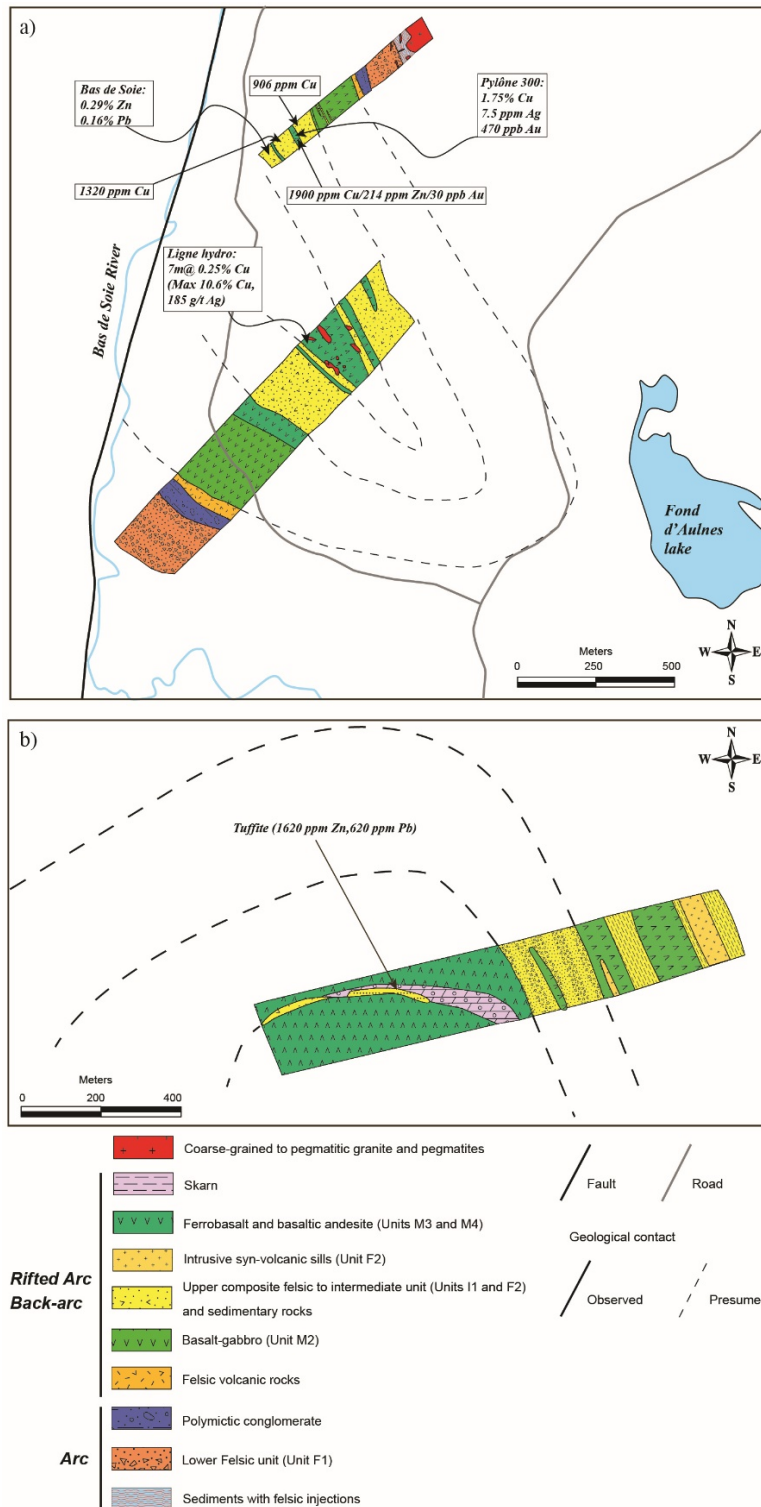 a)
Bas de Soie:
0.29% Zn
0.16% Pb
906 ppm Cu
Pylône 300:
1.75% Cu
7.5 ppm Ag
470 ppb Au
1320 ppm Cu
1900 ppm Cu/214 ppm Zn/30 ppb Au
Ligne hydro:
7m@ 0.25% Cu
(Max 10.6% Cu,
185 g/t Ag)
Bas de Soie River
Fond
d'Aulnes
lake
N
W E
S
Meters
0 250 500
b)
N
W E
S
Tuffite (1620 ppm Zn,620 ppm Pb)
Meters
0 200 400
Coarse-grained to pegmatitic granite and pegmatites
Skarn
Ferrobasalt and basaltic andesite (Units M3 and M4)
Intrusive syn-volcanic sills (Unit F2)
Rifted Arc
Back-arc
Upper composite felsic to intermediate unit (Units I1 and F2)
and sedimentary rocks
Basalt-gabbro (Unit M2)
Felsic volcanic rocks
Arc
Polymictic conglomerate
Lower Felsic unit (Unit F1)
Sediments with felsic injections
Fault
Road
Geological contact
Observed
Presume